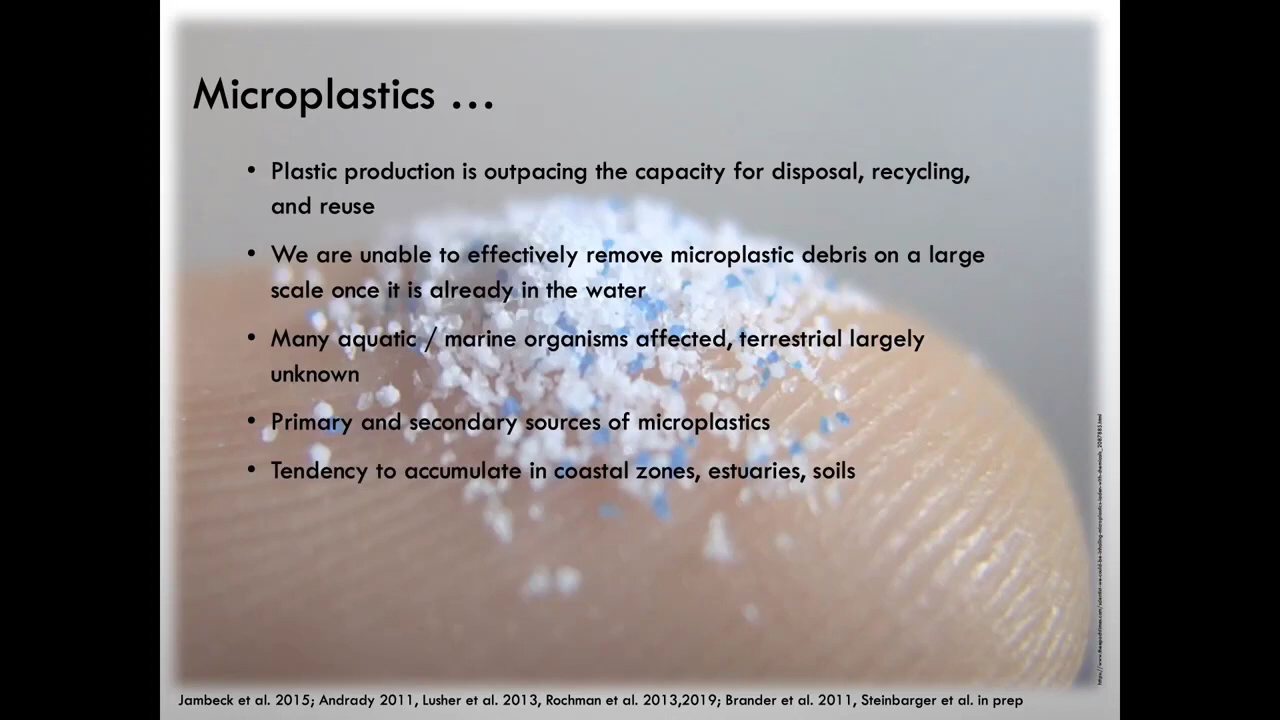 Microplastics ...
• Plastic production is outpacing the capacity for disposal, recycling,
and reuse
• We are unable to effectively remove microplastic debris on a large
scale once it is already in the water
• Many aquatic / marine organisms affected, terrestrial largely
unknown
• Primary and secondary sources of microplastics
• Tendency to accumulate in coastal zones, estuaries, soils
Jambeck et al. 2015; Andrady 2011, Lusher et al. 2013, Rochman et al. 2013,2019; Brander et al. 2011, Steinbarger et al. in prep